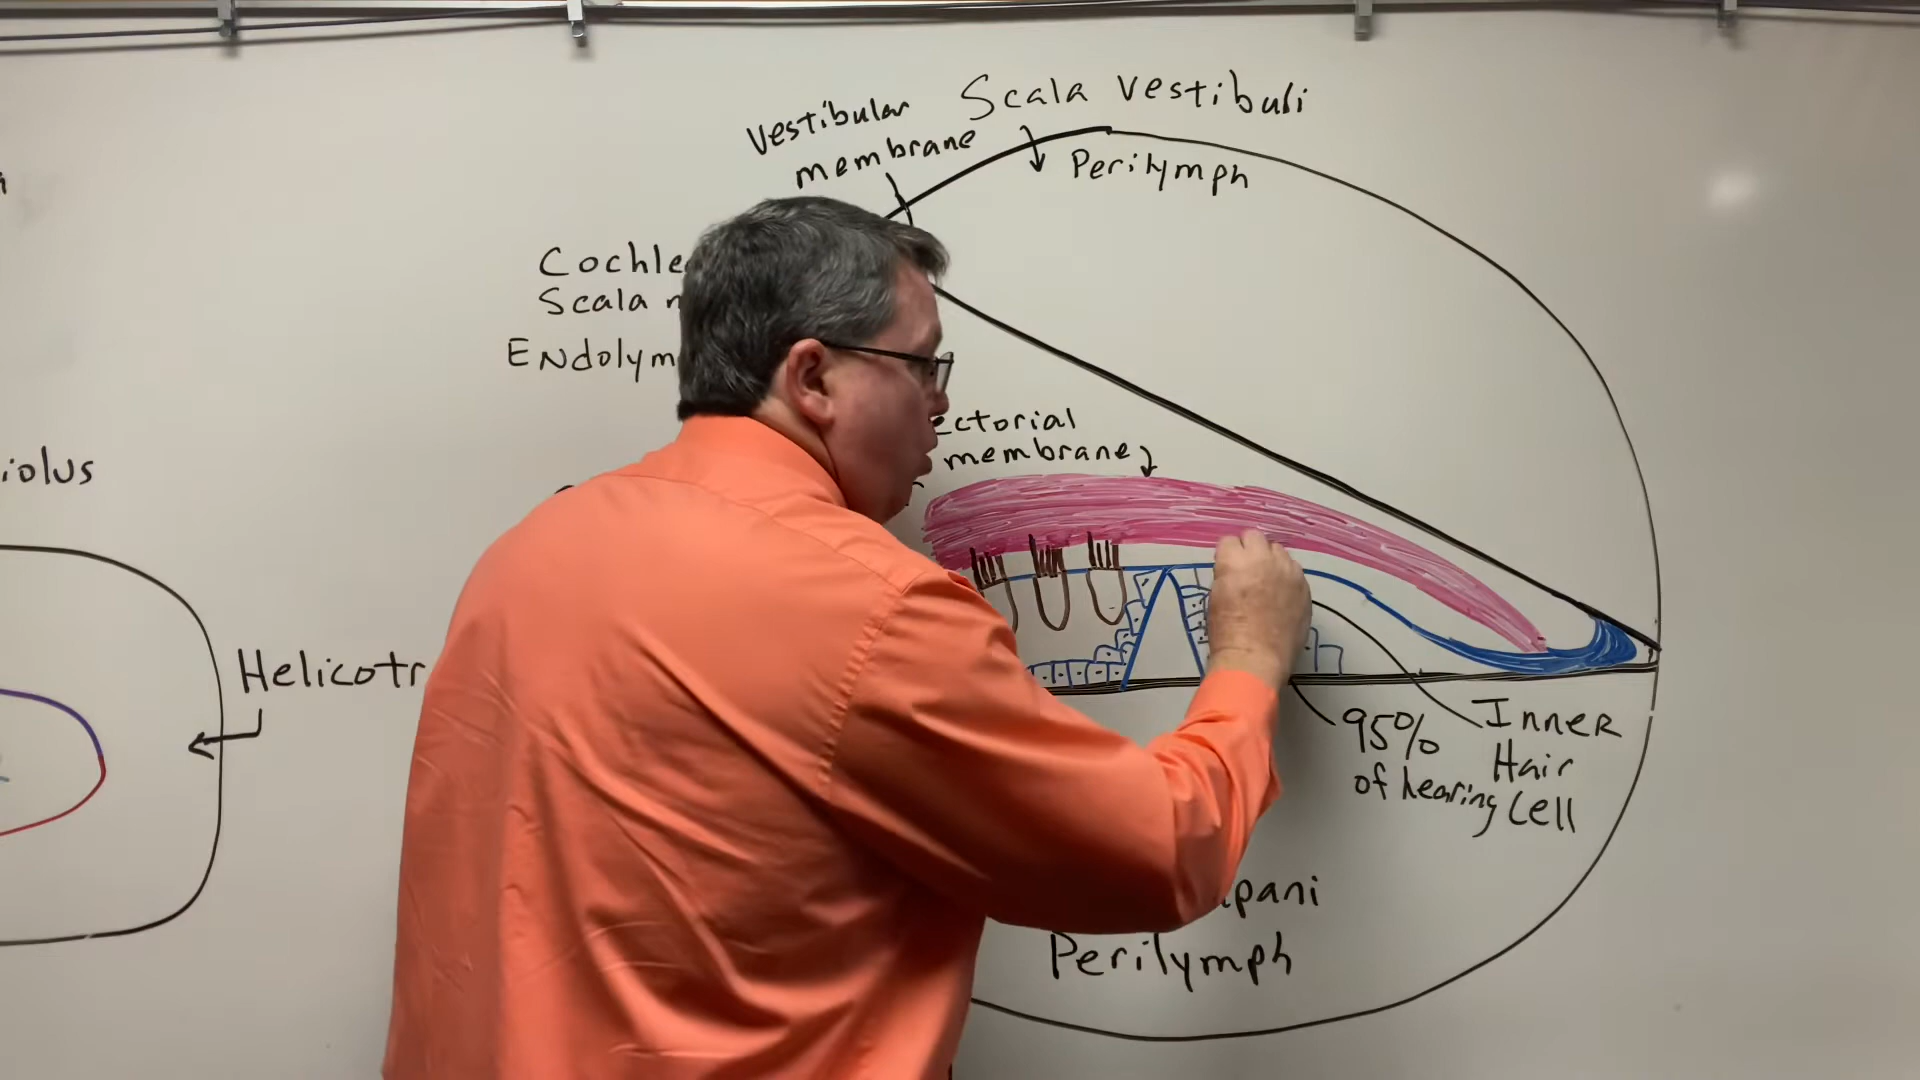 Scala vestibuli
vestibular
membrane
Perilymph
Cochle
Scala
Endolym
ectorial
membrane
iolus
Helicotr
95%
of hearing
Inner
Hair
Cell
pani
Perilymph